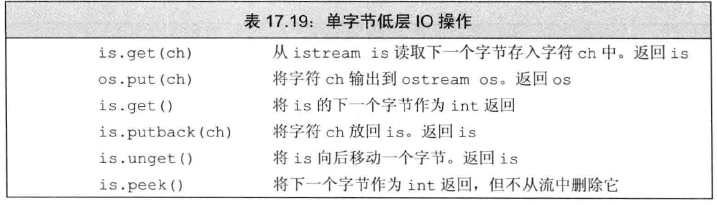 表 17.19：单字节低层 IO 操作
is.get(ch) 从 istream is 读取下一个字节存入字符 ch 中。返回 is
os.put(ch) 将字符 ch 输出到 ostream os。返回 os
is.get() 将 is 的下一个字节作为 int 返回
is.putback(ch) 将字符 ch 放回 is。返回 is
is.unget() 将 is 向后移动一个字节。返回 is
is.peek() 将下一个字节作为 int 返回，但不从流中删除它